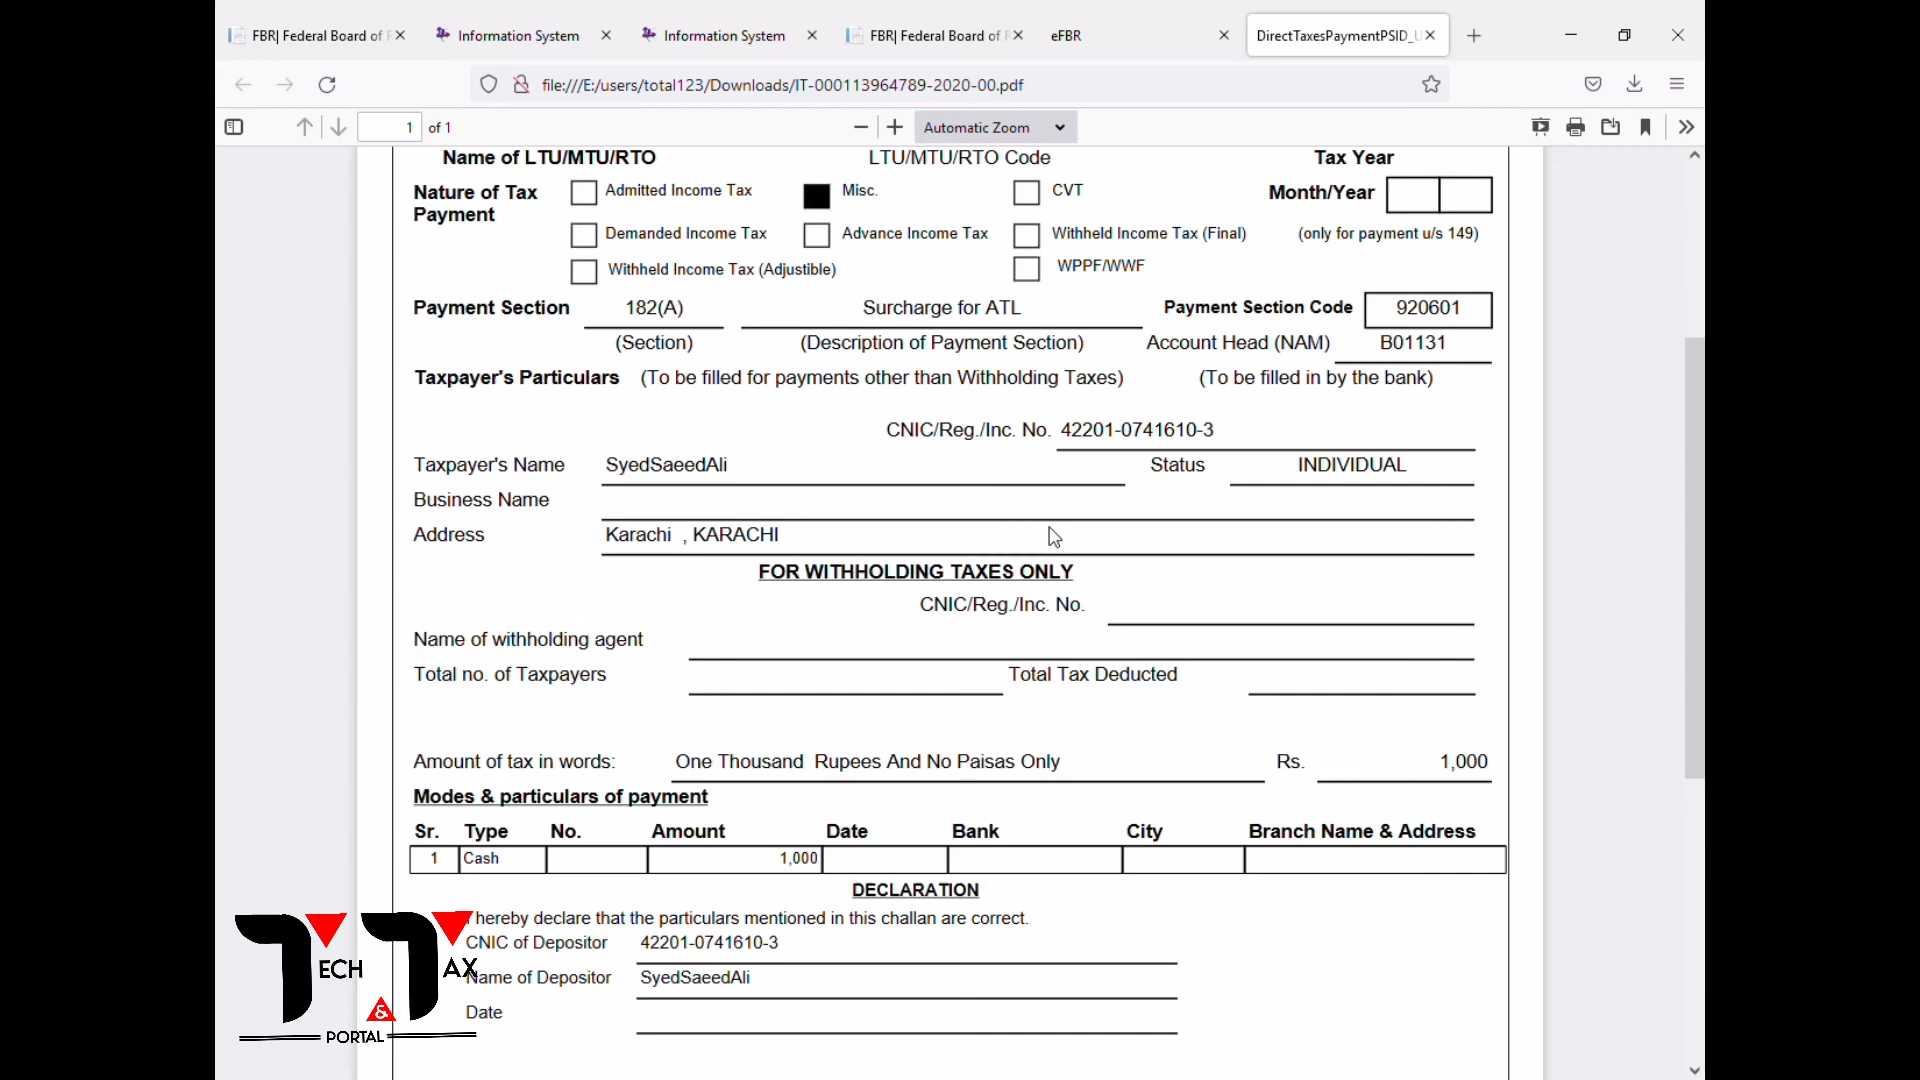 FBR| Federal Board of R
Information System
Information System
FBR| Federal Board of R
eFBR
DirectTaxesPaymentPSID_U
file:///E:/users/total123/Downloads/IT-000113964789-2020-00.pdf
1 of 1
Automatic Zoom
Name of LTU/MTU/RTO LTU/MTU/RTO Code Tax Year
Nature of Tax Payment
Admitted Income Tax Misc. CVT Month/Year
Demanded Income Tax Advance Income Tax Withheld Income Tax (Final) (only for payment u/s 149)
Withheld Income Tax (Adjustible) WPPF/WWF
Payment Section 182(A) Surcharge for ATL Payment Section Code 920601
(Section) (Description of Payment Section) Account Head (NAM) B01131
Taxpayer's Particulars (To be filled for payments other than Withholding Taxes) (To be filled in by the bank)
CNIC/Reg./Inc. No. 42201-0741610-3
Taxpayer's Name SyedSaeedAli Status INDIVIDUAL
Business Name
Address Karachi , KARACHI
FOR WITHHOLDING TAXES ONLY
CNIC/Reg./Inc. No.
Name of withholding agent
Total no. of Taxpayers Total Tax Deducted
Amount of tax in words: One Thousand Rupees And No Paisas Only Rs. 1,000
Modes & particulars of payment
Sr. Type No. Amount Date Bank City Branch Name & Address
1 Cash 1,000
DECLARATION
I hereby declare that the particulars mentioned in this challan are correct.
CNIC of Depositor 42201-0741610-3
Name of Depositor SyedSaeedAli
Date
TECH & TAX
PORTAL